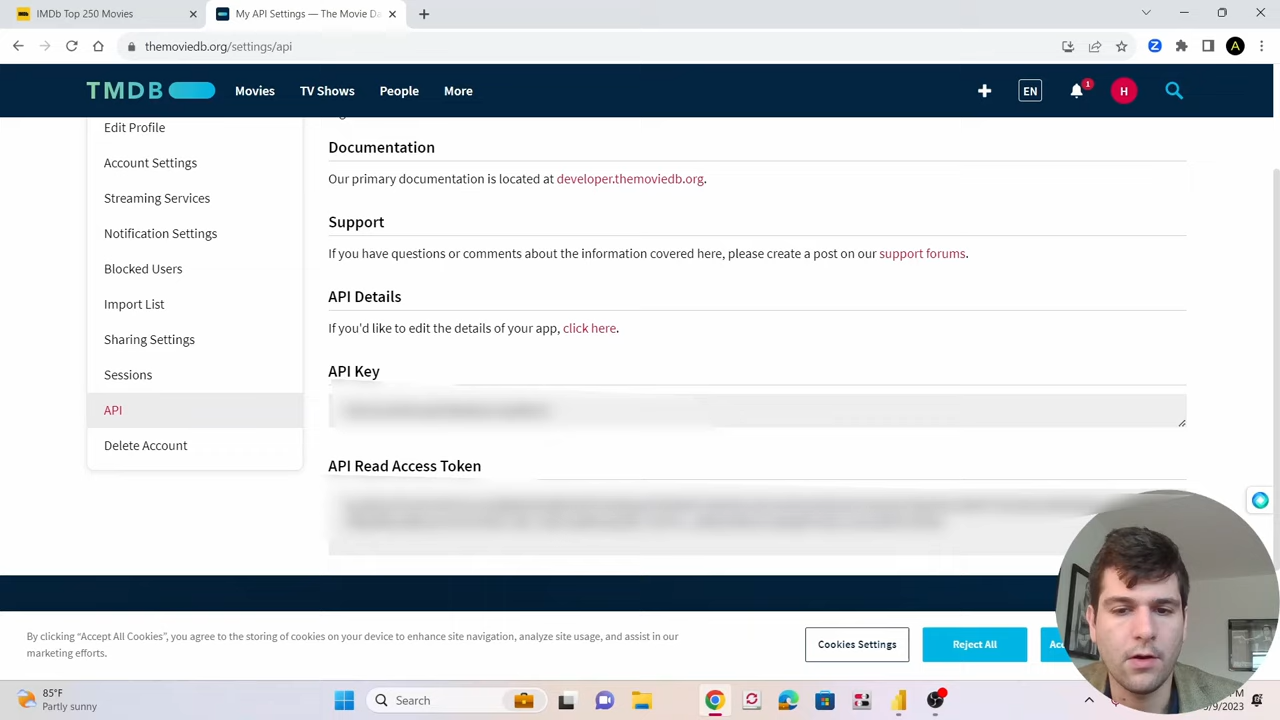 IMDb Top 250 Movies
My API Settings — The Movie Da
themoviedb.org/settings/api
A
TMDB
Movies
TV Shows
People
More
EN
1
H
Edit Profile
Account Settings
Streaming Services
Notification Settings
Blocked Users
Import List
Sharing Settings
Sessions
API
Delete Account
Documentation
Our primary documentation is located at developer.themoviedb.org.
Support
If you have questions or comments about the information covered here, please create a post on our support forums.
API Details
If you'd like to edit the details of your app, click here.
API Key
API Read Access Token
By clicking “Accept All Cookies”, you agree to the storing of cookies on your device to enhance site navigation, analyze site usage, and assist in our
marketing efforts.
Cookies Settings
Reject All
85°F
Partly sunny
Search